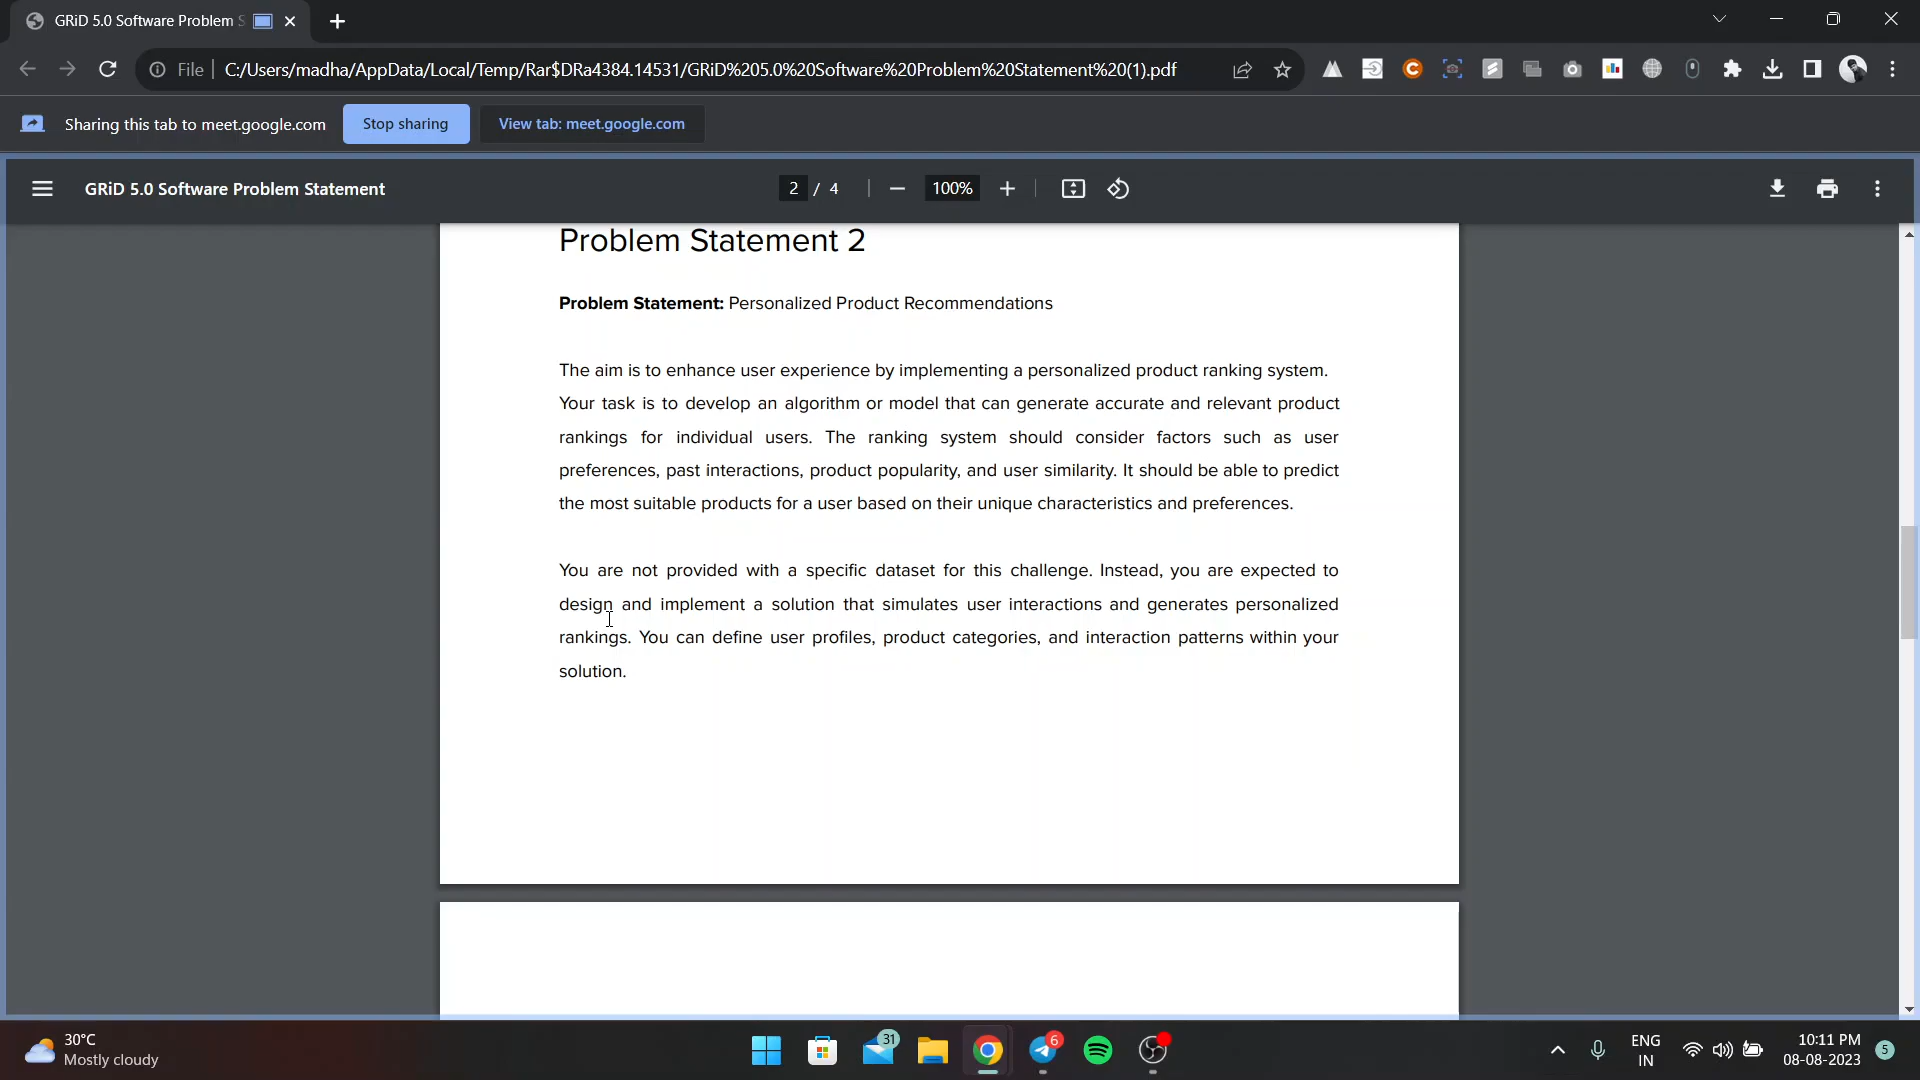 GRiD 5.0 Software Problem S
File
C:/Users/madha/AppData/Local/Temp/Rar$DRa4384.14531/GRiD%205.0%20Software%20Problem%20Statement%20(1).pdf
Sharing this tab to meet.google.com
Stop sharing
View tab: meet.google.com
GRiD 5.0 Software Problem Statement
2 / 4
100%
Problem Statement 2
Problem Statement: Personalized Product Recommendations
The aim is to enhance user experience by implementing a personalized product ranking system.
Your task is to develop an algorithm or model that can generate accurate and relevant product
rankings for individual users. The ranking system should consider factors such as user
preferences, past interactions, product popularity, and user similarity. It should be able to predict
the most suitable products for a user based on their unique characteristics and preferences.
You are not provided with a specific dataset for this challenge. Instead, you are expected to
design and implement a solution that simulates user interactions and generates personalized
rankings. You can define user profiles, product categories, and interaction patterns within your
solution.
30°C
Mostly cloudy
31
6
ENG
IN
10:11 PM
08-08-2023
5